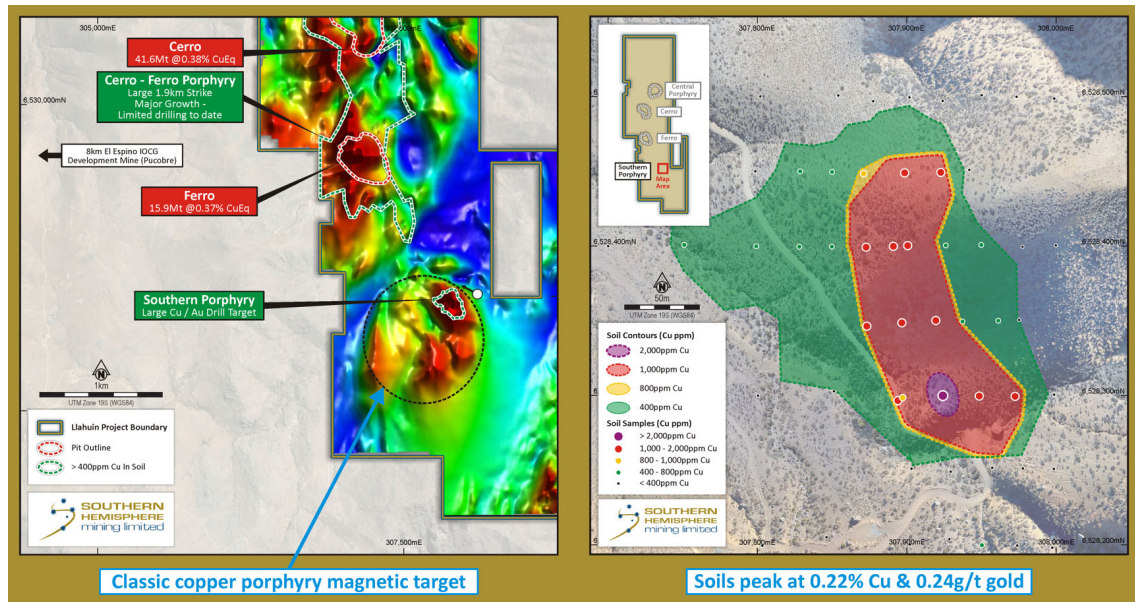 305,000mE
307,500mE
Cerro
41.6Mt @0.38% CuEq
Cerro - Ferro Porphyry
Large 1.9km Strike
Major Growth -
Limited drilling to date
6,530,000mN
8km El Espino IOCG
Development Mine (Pucobre)
Ferro
15.9Mt @0.37% CuEq
Southern Porphyry
Large Cu / Au Drill Target
N
1km
UTM Zone 19S (WGS84)
Llahuin Project Boundary
Pit Outline
> 400ppm Cu In Soil
SOUTHERN
HEMISPHERE
mining limited
307,500mE
Classic copper porphyry magnetic target
307,800mE
307,900mE
308,000mE
Central
Porphyry
Cerro
Ferro
Southern
Porphyry
Map
Area
6,528,500mN
6,528,400mN
6,528,400mN
N
50m
UTM Zone 19S (WGS84)
Soil Contours (Cu ppm)
2,000ppm Cu
1,000ppm Cu
800ppm Cu
400ppm Cu
Soil Samples (Cu ppm)
> 2,000ppm Cu
1,000 - 2,000ppm Cu
800 - 1,000ppm Cu
400 - 800ppm Cu
< 400ppm Cu
6,528,300mN
SOUTHERN
HEMISPHERE
mining limited
6,528,200mN
307,800mE
307,900mE
308,000mE
Soils peak at 0.22% Cu & 0.24g/t gold